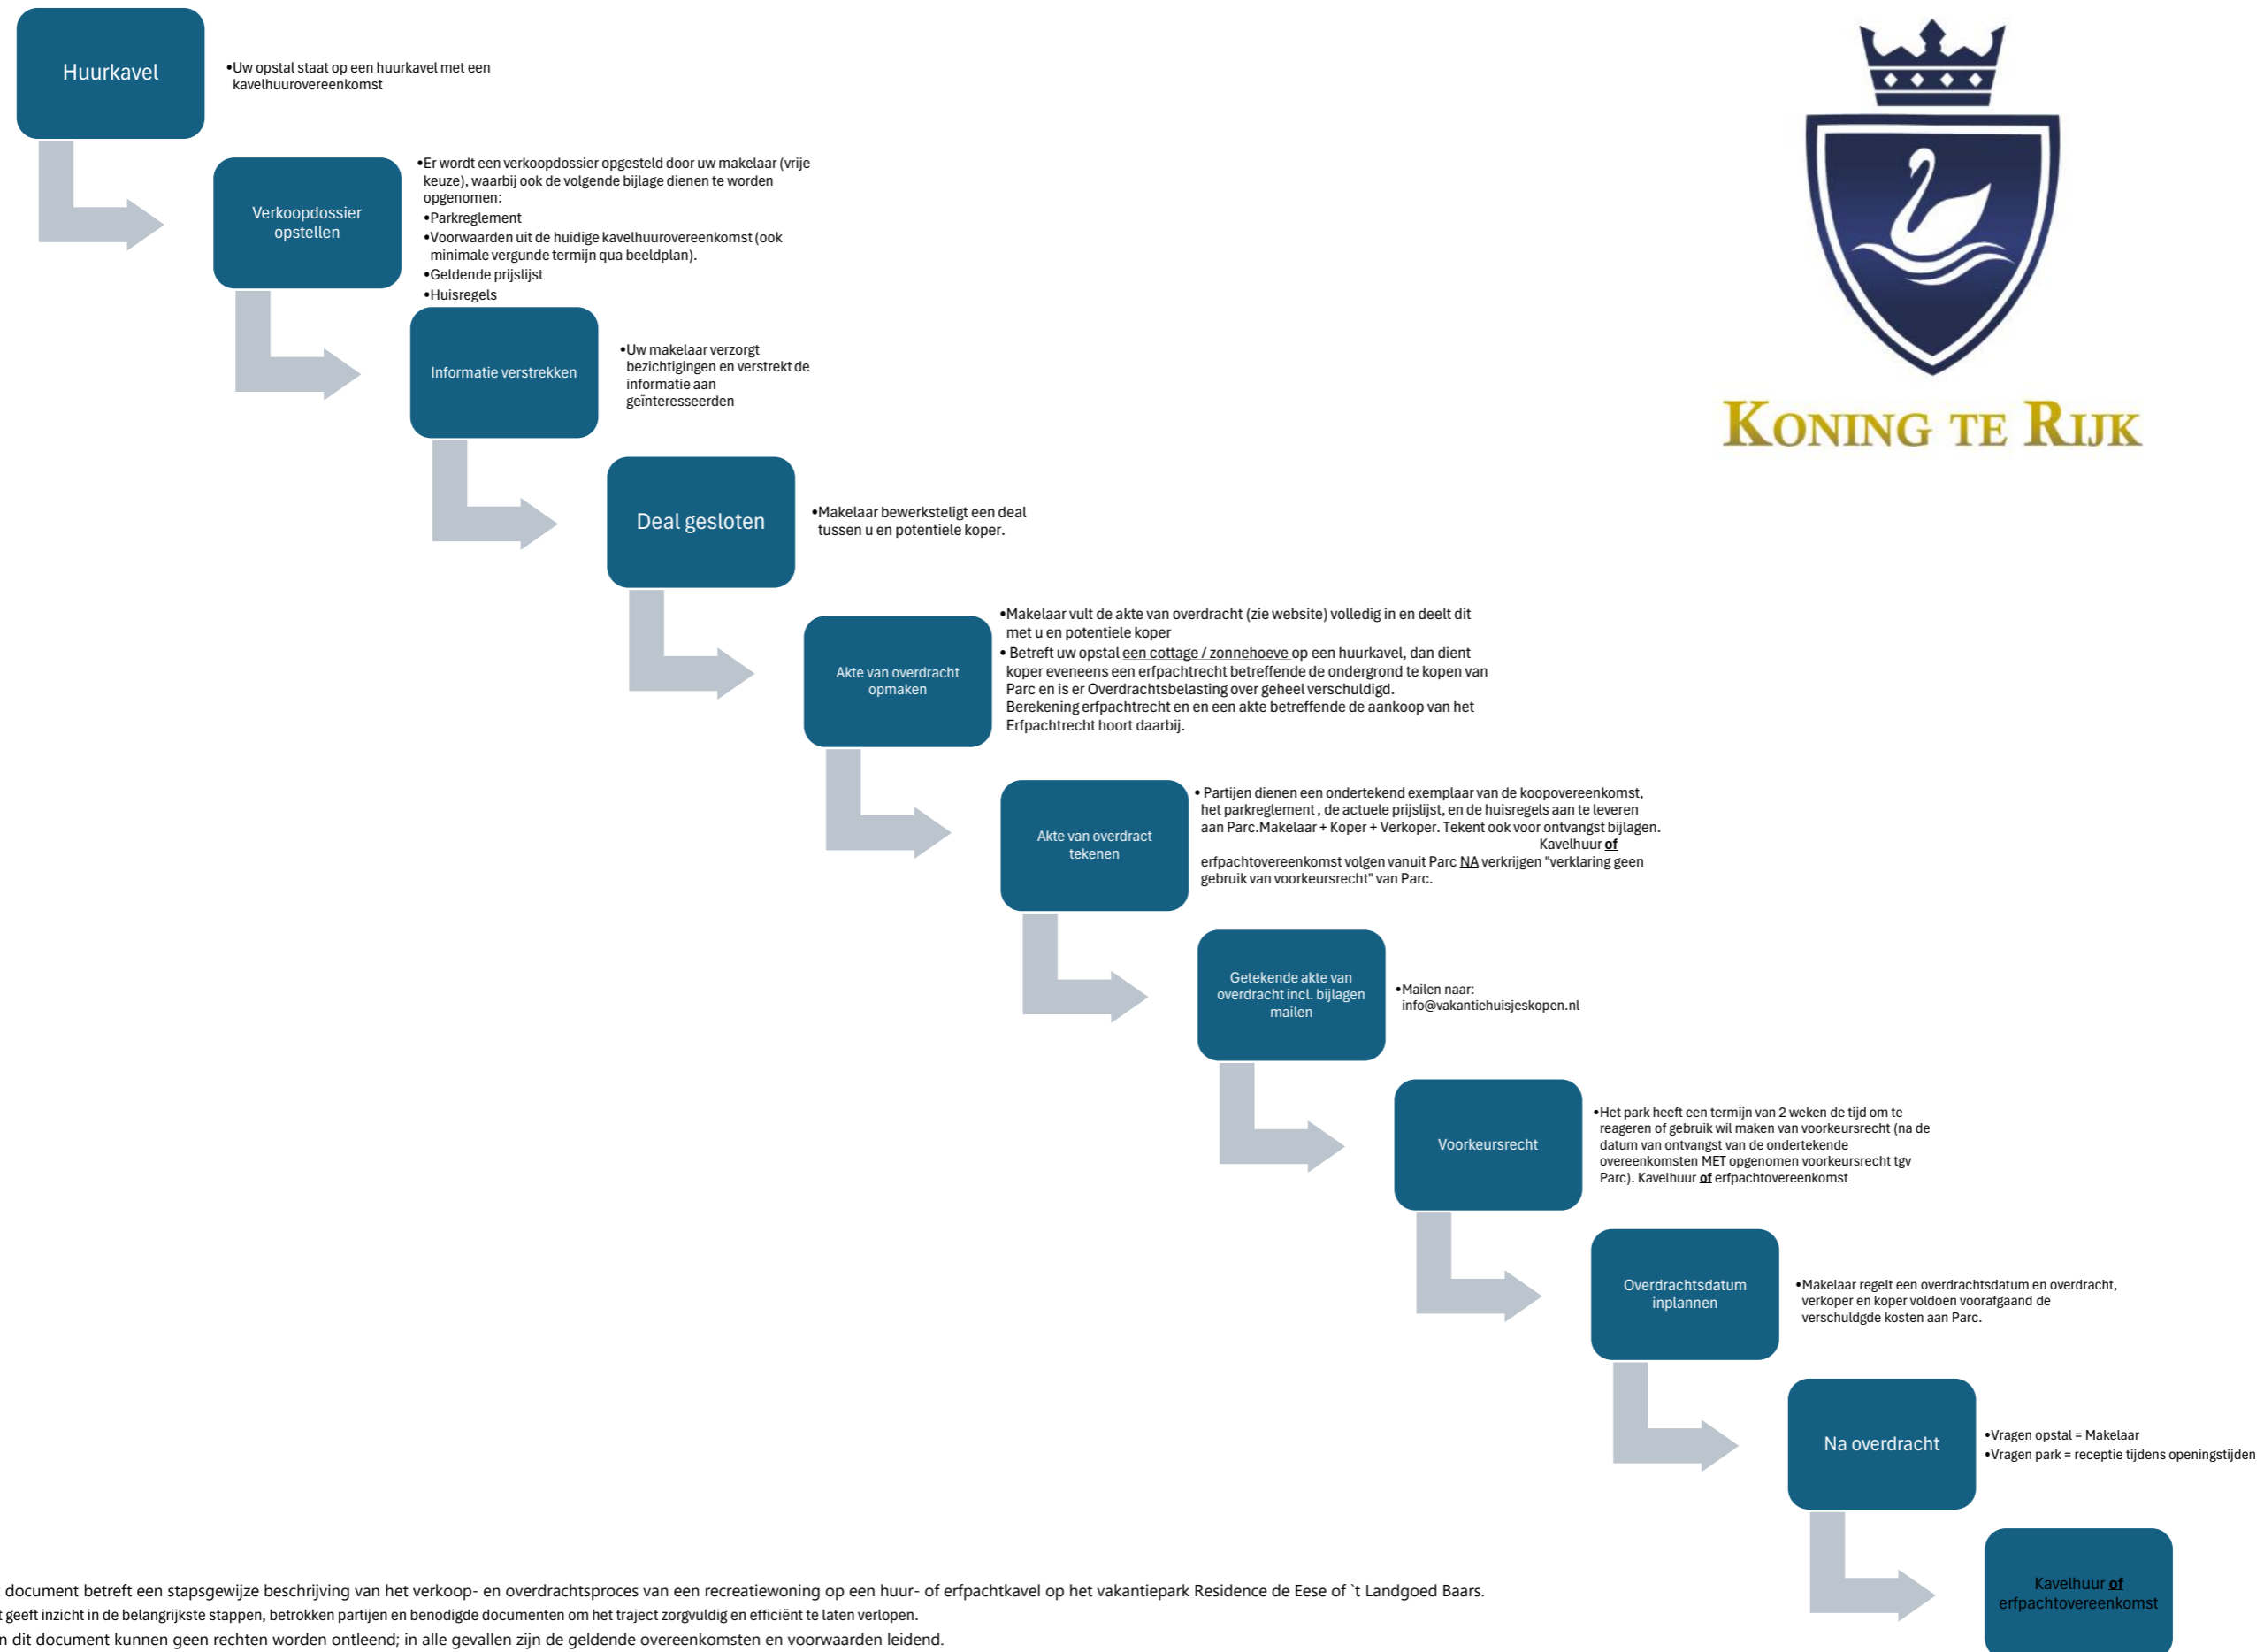 Huurkavel
•Uw opstal staat op een huurkavel met een
kavelhuurovereenkomst
Verkoopdossier
opstellen
•Er wordt een verkoopdossier opgesteld door uw makelaar (vrije
keuze), waarbij ook de volgende bijlage dienen te worden
opgenomen:
•Parkreglement
•Voorwaarden uit de huidige kavelhuurovereenkomst (ook
minimale vergunde termijn qua beeldplan).
•Geldende prijslijst
•Huisregels
Informatie verstrekken
•Uw makelaar verzorgt
bezichtigingen en verstrekt de
informatie aan
geïnteresseerden
KONING TE RIJK
Deal gesloten
•Makelaar bewerksteligt een deal
tussen u en potentiele koper.
Akte van overdracht
opmaken
•Makelaar vult de akte van overdracht (zie website) volledig in en deelt dit
met u en potentiele koper
• Betreft uw opstal een cottage / zonnehoeve op een huurkavel, dan dient
koper eveneens een erfpachtrecht betreffende de ondergrond te kopen van
Parc en is er Overdrachtsbelasting over geheel verschuldigd.
Berekening erfpachtrecht en en een akte betreffende de aankoop van het
Erfpachtrecht hoort daarbij.
Akte van overdract
tekenen
• Partijen dienen een ondertekend exemplaar van de koopovereenkomst,
het parkreglement , de actuele prijslijst, en de huisregels aan te leveren
aan Parc.Makelaar + Koper + Verkoper. Tekent ook voor ontvangst bijlagen.
Kavelhuur of
erfpachtovereenkomst volgen vanuit Parc NA verkrijgen "verklaring geen
gebruik van voorkeursrecht" van Parc.
Getekende akte van
overdracht incl. bijlagen
mailen
•Mailen naar:
info@vakantiehuisjeskopen.nl
Voorkeursrecht
•Het park heeft een termijn van 2 weken de tijd om te
reageren of gebruik wil maken van voorkeursrecht (na de
datum van ontvangst van de ondertekende
overeenkomsten MET opgenomen voorkeursrecht tgv
Parc). Kavelhuur of erfpachtovereenkomst
Overdrachtsdatum
inplannen
•Makelaar regelt een overdrachtsdatum en overdracht,
verkoper en koper voldoen voorafgaand de
verschuldgde kosten aan Parc.
Na overdracht
•Vragen opstal = Makelaar
•Vragen park = receptie tijdens openingstijden
Kavelhuur of
erfpachtovereenkomst
document betreft een stapsgewijze beschrijving van het verkoop- en overdrachtsproces van een recreatiewoning op een huur- of erfpachtkavel op het vakantiepark Residence de Eese of `t Landgoed Baars.
geeft inzicht in de belangrijkste stappen, betrokken partijen en benodigde documenten om het traject zorgvuldig en efficiënt te laten verlopen.
dit document kunnen geen rechten worden ontleend; in alle gevallen zijn de geldende overeenkomsten en voorwaarden leidend.